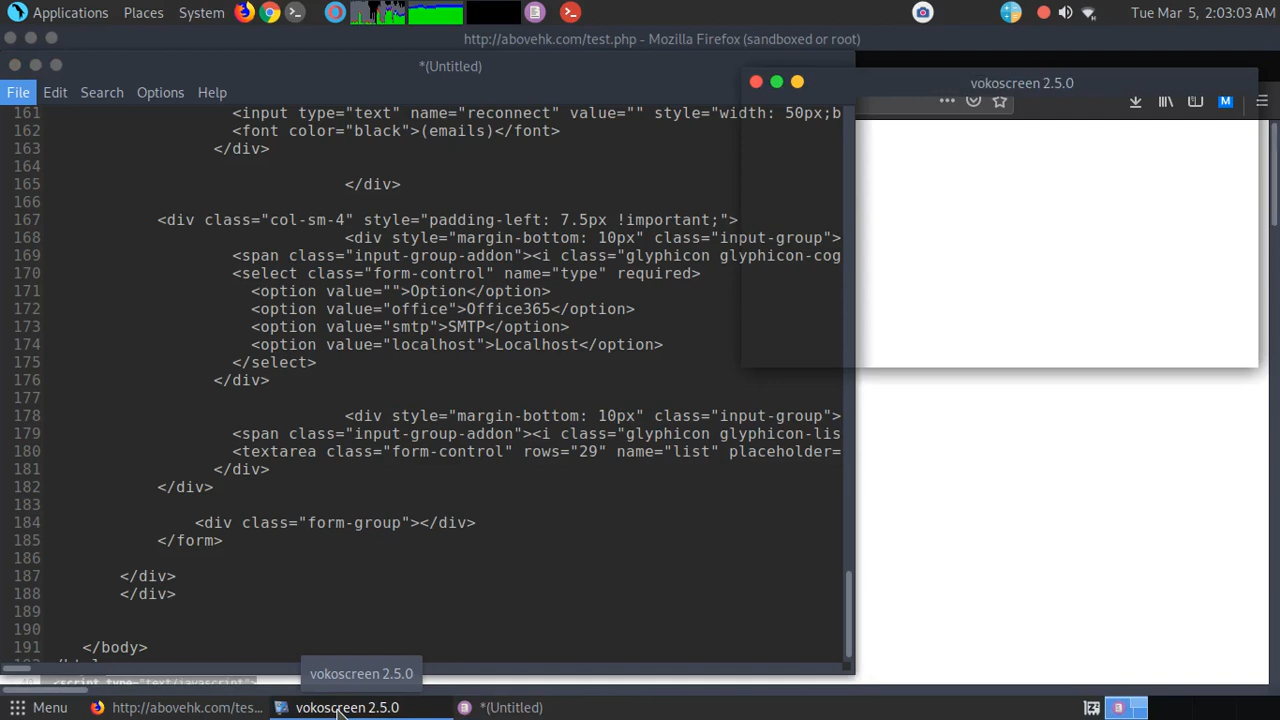 Applications Places System Tue Mar 5, 2:03:03 AM
http://abovehk.com/test.php - Mozilla Firefox (sandboxed or root)
*(Untitled)
vokoscreen 2.5.0
File Edit Search Options Help
161 <input type="text" name="reconnect" value="" style="width: 50px;b
162 <font color="black">(emails)</font>
163 </div>
164
165 </div>
166
167 <div class="col-sm-4" style="padding-left: 7.5px !important;">
168 <div style="margin-bottom: 10px" class="input-group">
169 <span class="input-group-addon"><i class="glyphicon glyphicon-cog
170 <select class="form-control" name="type" required>
171 <option value="">Option</option>
172 <option value="office">Office365</option>
173 <option value="smtp">SMTP</option>
174 <option value="localhost">Localhost</option>
175 </select>
176 </div>
177
178 <div style="margin-bottom: 10px" class="input-group">
179 <span class="input-group-addon"><i class="glyphicon glyphicon-lis
180 <textarea class="form-control" rows="29" name="list" placeholder=
181 </div>
182 </div>
183
184 <div class="form-group"></div>
185 </form>
186
187 </div>
188 </div>
189
190
191 </body>
vokoscreen 2.5.0
<script type="text/javascript">
Menu http://abovehk.com/tes... vokoscreen 2.5.0 *(Untitled)